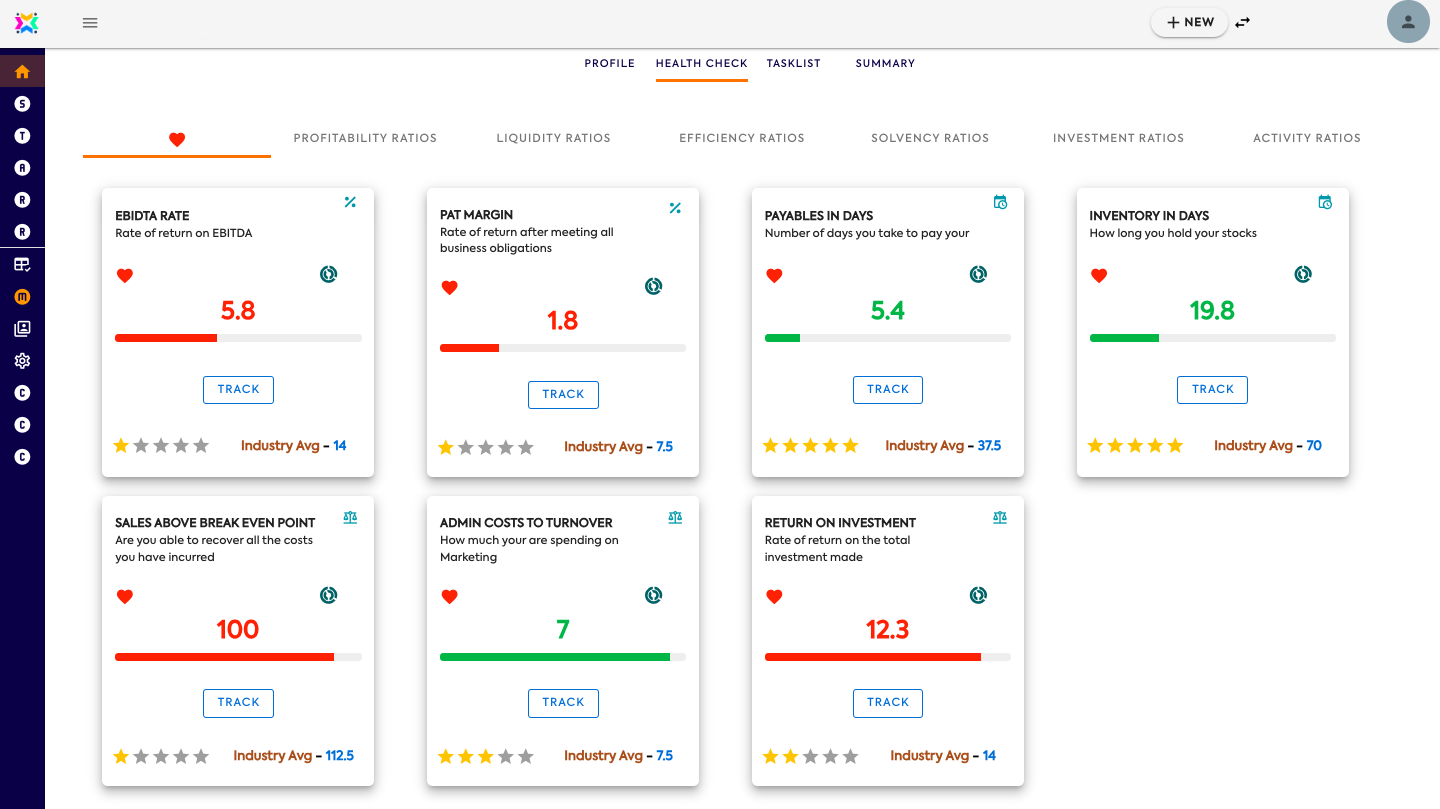 NEW
PROFILE
HEALTH CHECK
TASKLIST
SUMMARY
PROFITABILITY RATIOS
LIQUIDITY RATIOS
EFFICIENCY RATIOS
SOLVENCY RATIOS
INVESTMENT RATIOS
ACTIVITY RATIOS
S
T
A
R
R
m
C
C
C
EBIDTA RATE
Rate of return on EBITDA
5.8
TRACK
Industry Avg - 14
PAT MARGIN
Rate of return after meeting all
business obligations
1.8
TRACK
Industry Avg - 7.5
PAYABLES IN DAYS
Number of days you take to pay your
5.4
TRACK
Industry Avg - 37.5
INVENTORY IN DAYS
How long you hold your stocks
19.8
TRACK
Industry Avg - 70
SALES ABOVE BREAK EVEN POINT
Are you able to recover all the costs
you have incurred
100
TRACK
Industry Avg - 112.5
ADMIN COSTS TO TURNOVER
How much your are spending on
Marketing
7
TRACK
Industry Avg - 7.5
RETURN ON INVESTMENT
Rate of return on the total
investment made
12.3
TRACK
Industry Avg - 14